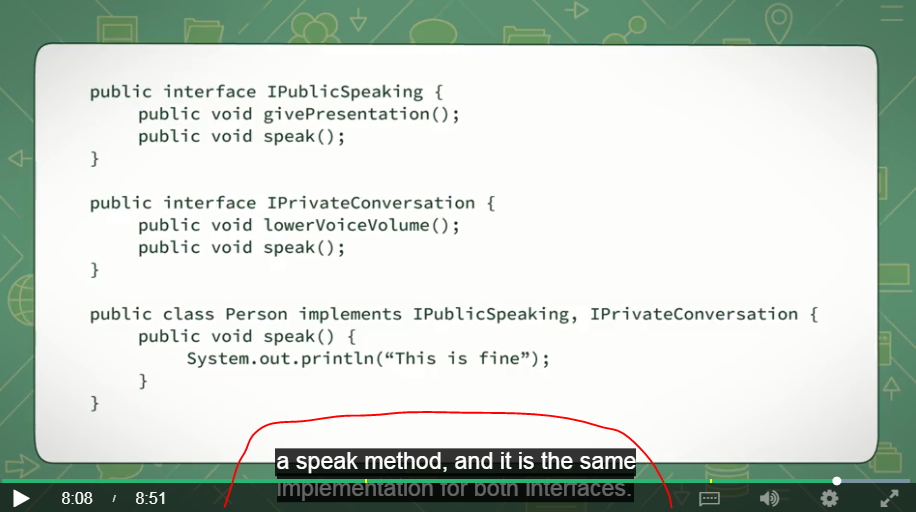 public interface IPublicSpeaking {
public void givePresentation();
public void speak();
}
public interface IPrivateConversation {
public void lowerVoiceVolume();
public void speak();
}
public class Person implements IPublicSpeaking, IPrivateConversation {
public void speak() {
System.out.println(“This is fine”);
}
}
a speak method, and it is the same
implementation for both interfaces.
8:08 / 8:51